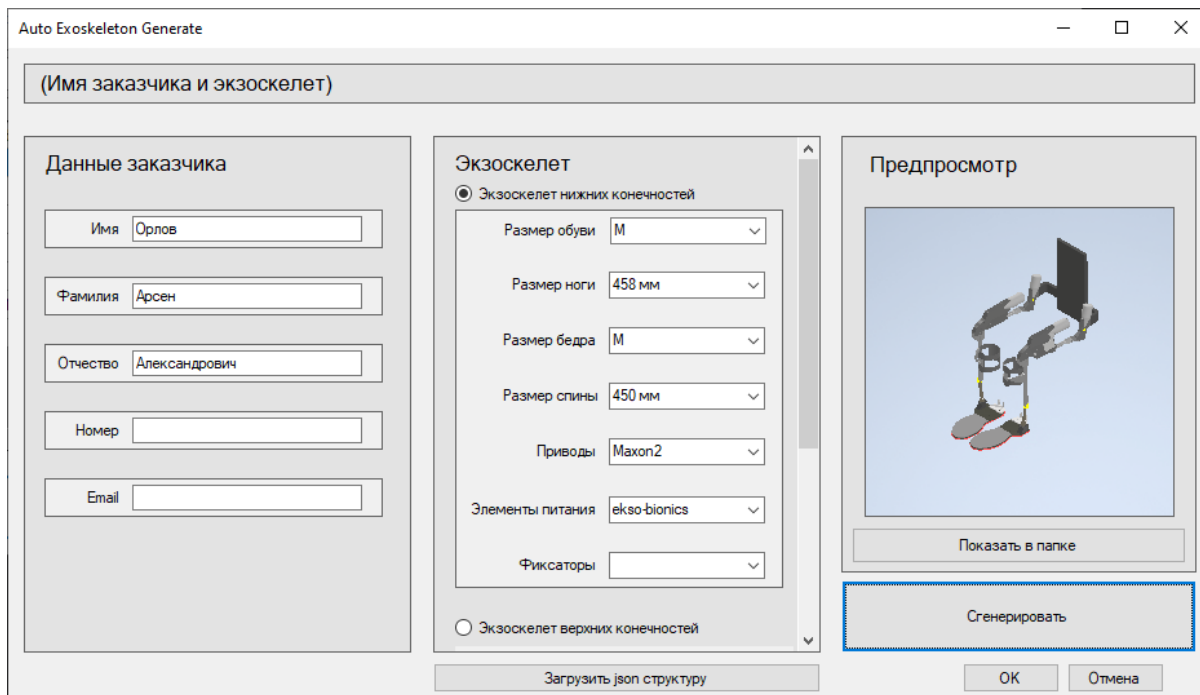 Auto Exoskeleton Generate
(Имя заказчика и экзоскелет)
Данные заказчика
Имя Орлов
Фамилия Арсен
Отчество Александрович
Номер
Email
Экзоскелет
Экзоскелет нижних конечностей
Размер обуви M
Размер ноги 458 мм
Размер бедра M
Размер спины 450 мм
Приводы Maxon2
Элементы питания ekso-bionics
Фиксаторы
Экзоскелет верхних конечностей
Загрузить json структуру
Предпросмотр
Показать в папке
Сгенерировать
OK Отмена